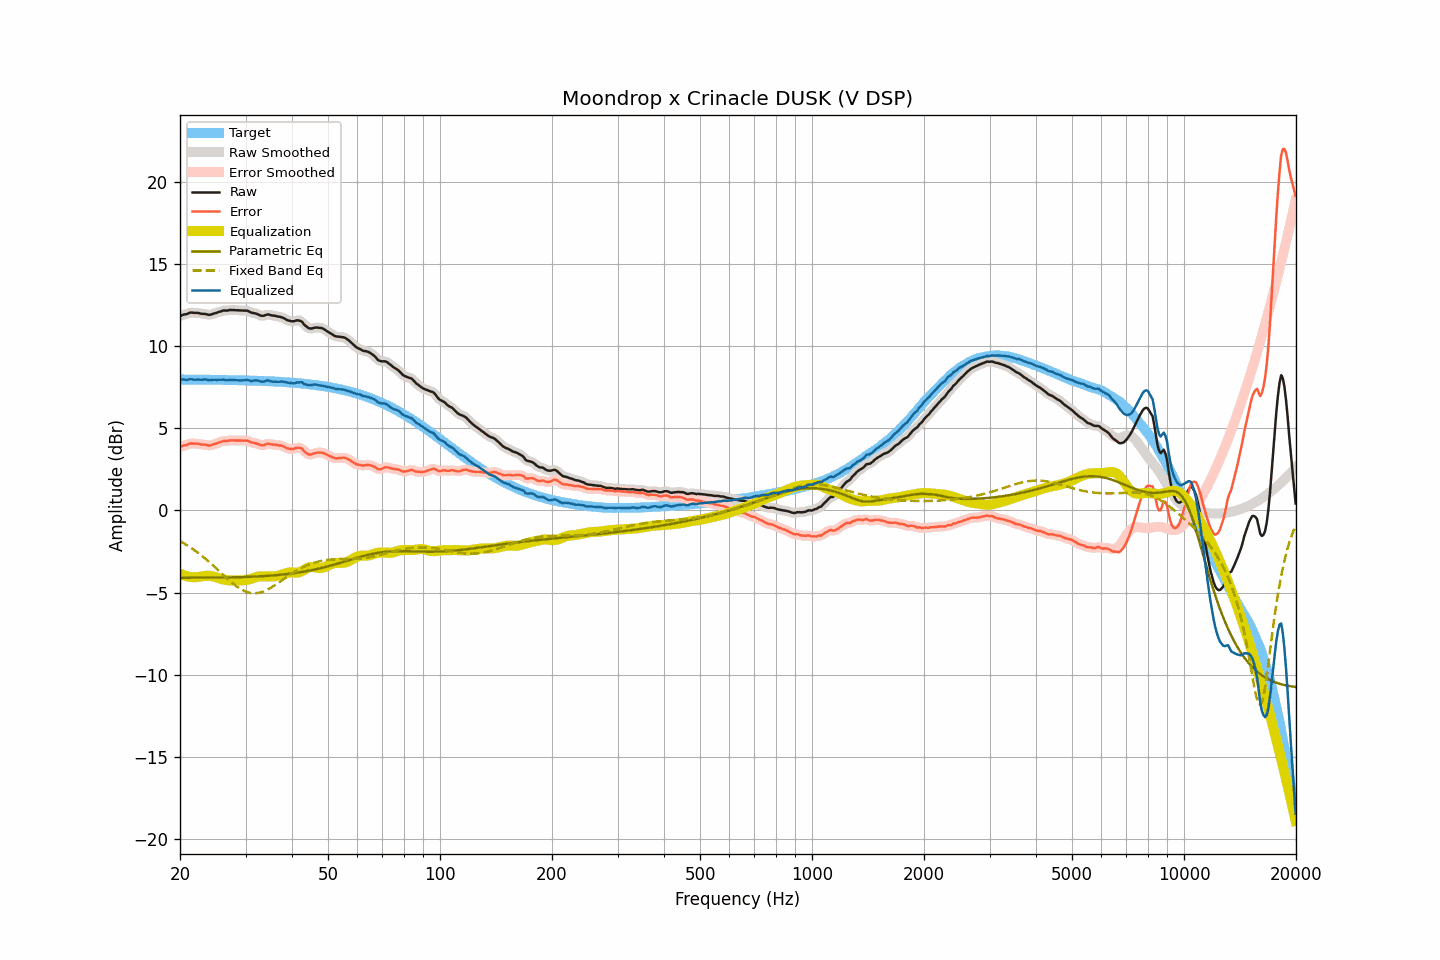 Moondrop x Crinacle DUSK (V DSP)
Target
Raw Smoothed
Error Smoothed
Raw
Error
Equalization
Parametric Eq
Fixed Band Eq
Equalized
Amplitude (dBr)
20
15
10
5
0
−5
−10
−15
−20
20 50 100 200 500 1000 2000 5000 10000 20000
Frequency (Hz)